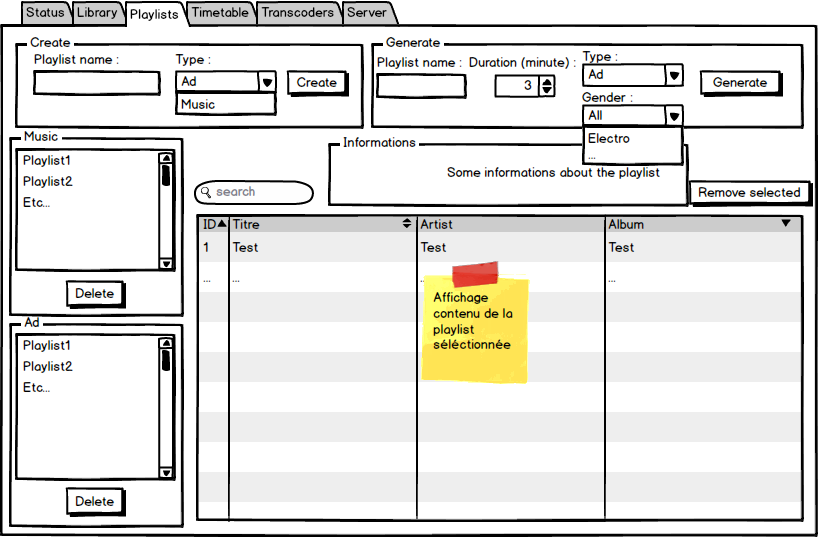 Status Library Playlists Timetable Transcoders Server
Create
Playlist name :
Type :
Ad
Music
Create
Generate
Playlist name :
Duration (minute) :
3
Type :
Ad
Gender :
All
Electro
...
Generate
Music
Playlist1
Playlist2
Etc...
Delete
Informations
Some informations about the playlist
search
Remove selected
ID Titre Artist Album
1 Test Test Test
... ... ... ...
Affichage
contenu de la
playlist
séléctionnée
Ad
Playlist1
Playlist2
Etc...
Delete